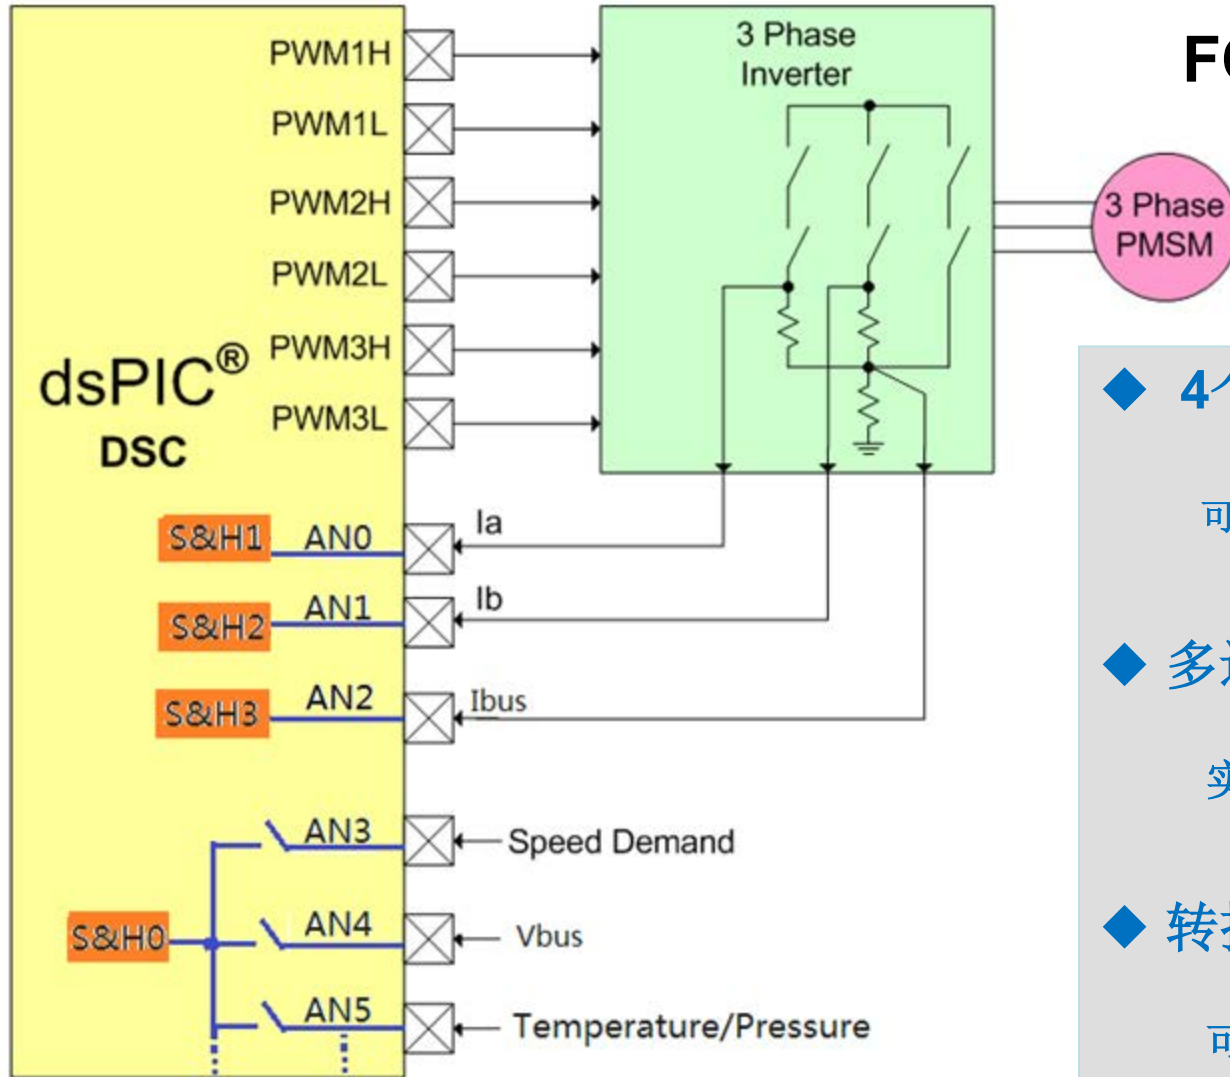 PWM1H
PWM1L
PWM2H
PWM2L
PWM3H
PWM3L
dsPIC®
DSC
S&H1 AN0
S&H2 AN1
S&H3 AN2
AN3
S&H0
AN4
AN5
3 Phase
Inverter
3 Phase
PMSM
Ia
Ib
Ibus
Speed Demand
Vbus
Temperature/Pressure
F
◆ 4个
可
◆ 多
实
◆ 转
可